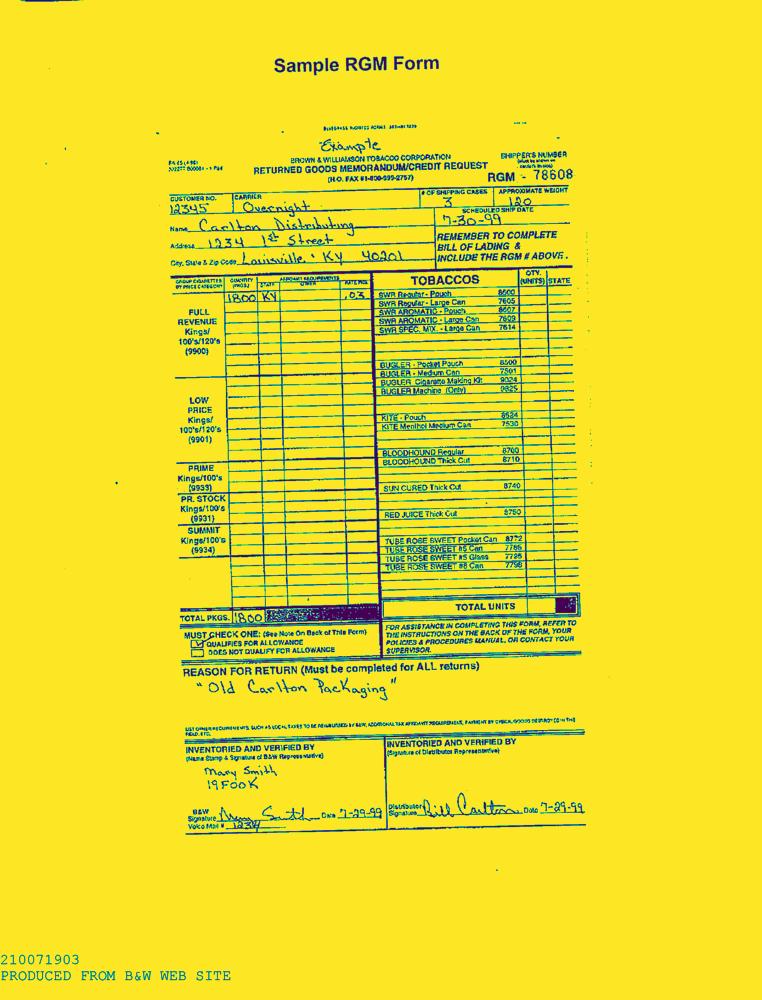 Sample RGM Form
Example
BROWN & WILLIAMSON TOBACCO CORPORATION
RETURNED GOODS MEMORANDUM/CREDIT REQUEST
(H.O. FAX #1-800-999-2757)
SHIPPER'S NUMBER
RGM - 78608
CUSTOMER NO.
12345
CARRIER
Overnight
# OF SHIPPING CASES
3
APPROXIMATE WEIGHT
120
SCHEDULED SHIP DATE
7-30-99
Name Carlton Distributing
Address 1234 1st Street
City, State & Zip Code Louisville, KY 40201
REMEMBER TO COMPLETE
BILL OF LADING &
INCLUDE THE RGM # ABOVE.
GROUP CIGARETTES
BY PRICE CATEGORY
QUANTITY
(PKGS.)
STATE
AFFIDAVIT REQUIREMENTS
OTHER
RATE/PKG.
TOBACCOS
QTY.
(UNITS)
STATE
1800 KY .03
FULL
REVENUE
Kings/
100's/120's
(9900)
LOW
PRICE
Kings/
100's/120's
(9901)
PRIME
Kings/100's
(9933)
PR. STOCK
Kings/100's
(9931)
SUMMIT
Kings/100's
(9934)
SWR Regular - Pouch 8600
SWR Regular - Large Can 7605
SWR AROMATIC - Pouch 8607
SWR AROMATIC - Large Can 7609
SWR SPEC. MIX. - Large Can 7614
BUGLER - Pocket Pouch 8500
BUGLER - Medium Can 7501
BUGLER Cigarette Making Kit 9024
BUGLER Machine (Only) 9825
KITE - Pouch 8534
KITE Menthol Medium Can 7530
BLOODHOUND Regular 8700
BLOODHOUND Thick Cut 8710
SUN CURED Thick Cut 8740
RED JUICE Thick Cut 8750
TUBE ROSE SWEET Pocket Can 8772
TUBE ROSE SWEET #5 Can 7785
TUBE ROSE SWEET #5 Glass 7795
TUBE ROSE SWEET #8 Can 7798
TOTAL PKGS. 1800
TOTAL UNITS
MUST CHECK ONE: (See Note On Back of This Form)
QUALIFIES FOR ALLOWANCE
DOES NOT QUALIFY FOR ALLOWANCE
FOR ASSISTANCE IN COMPLETING THIS FORM, REFER TO
THE INSTRUCTIONS ON THE BACK OF THE FORM, YOUR
POLICIES & PROCEDURES MANUAL, OR CONTACT YOUR
SUPERVISOR.
REASON FOR RETURN (Must be completed for ALL returns)
"Old Carlton Packaging"
INVENTORIED AND VERIFIED BY
(Name Stamp & Signature of B&W Representative)
Mary Smith
19FOOK
B&W
Signature Mary Smith Date 7-29-99
Voice Mail # 1234
INVENTORIED AND VERIFIED BY
(Signature of Distributor Representative)
Distributor
Signature Bill Carlton Date 7-29-99
210071903
PRODUCED FROM B&W WEB SITE